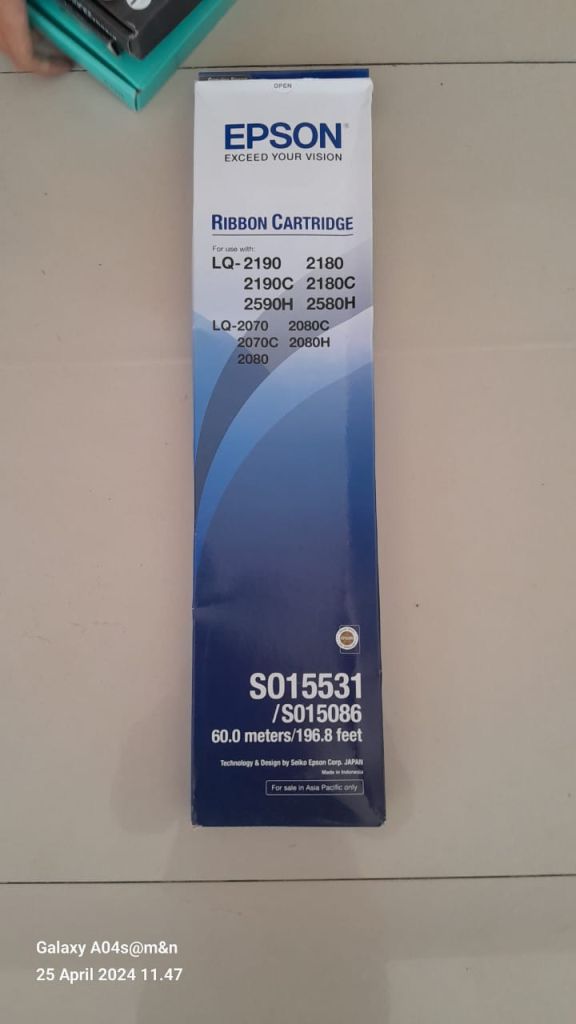 OPEN
EPSON
EXCEED YOUR VISION
RIBBON CARTRIDGE
For use with:
LQ-2190 2180
2190C 2180C
2590H 2580H
LQ-2070 2080C
2070C 2080H
2080
S015531
/S015086
60.0 meters/196.8 feet
Technology & Design by Seiko Epson Corp. JAPAN
Made in Indonesia
For sale in Asia Pacific only
Galaxy A04s@m&n
25 April 2024 11.47